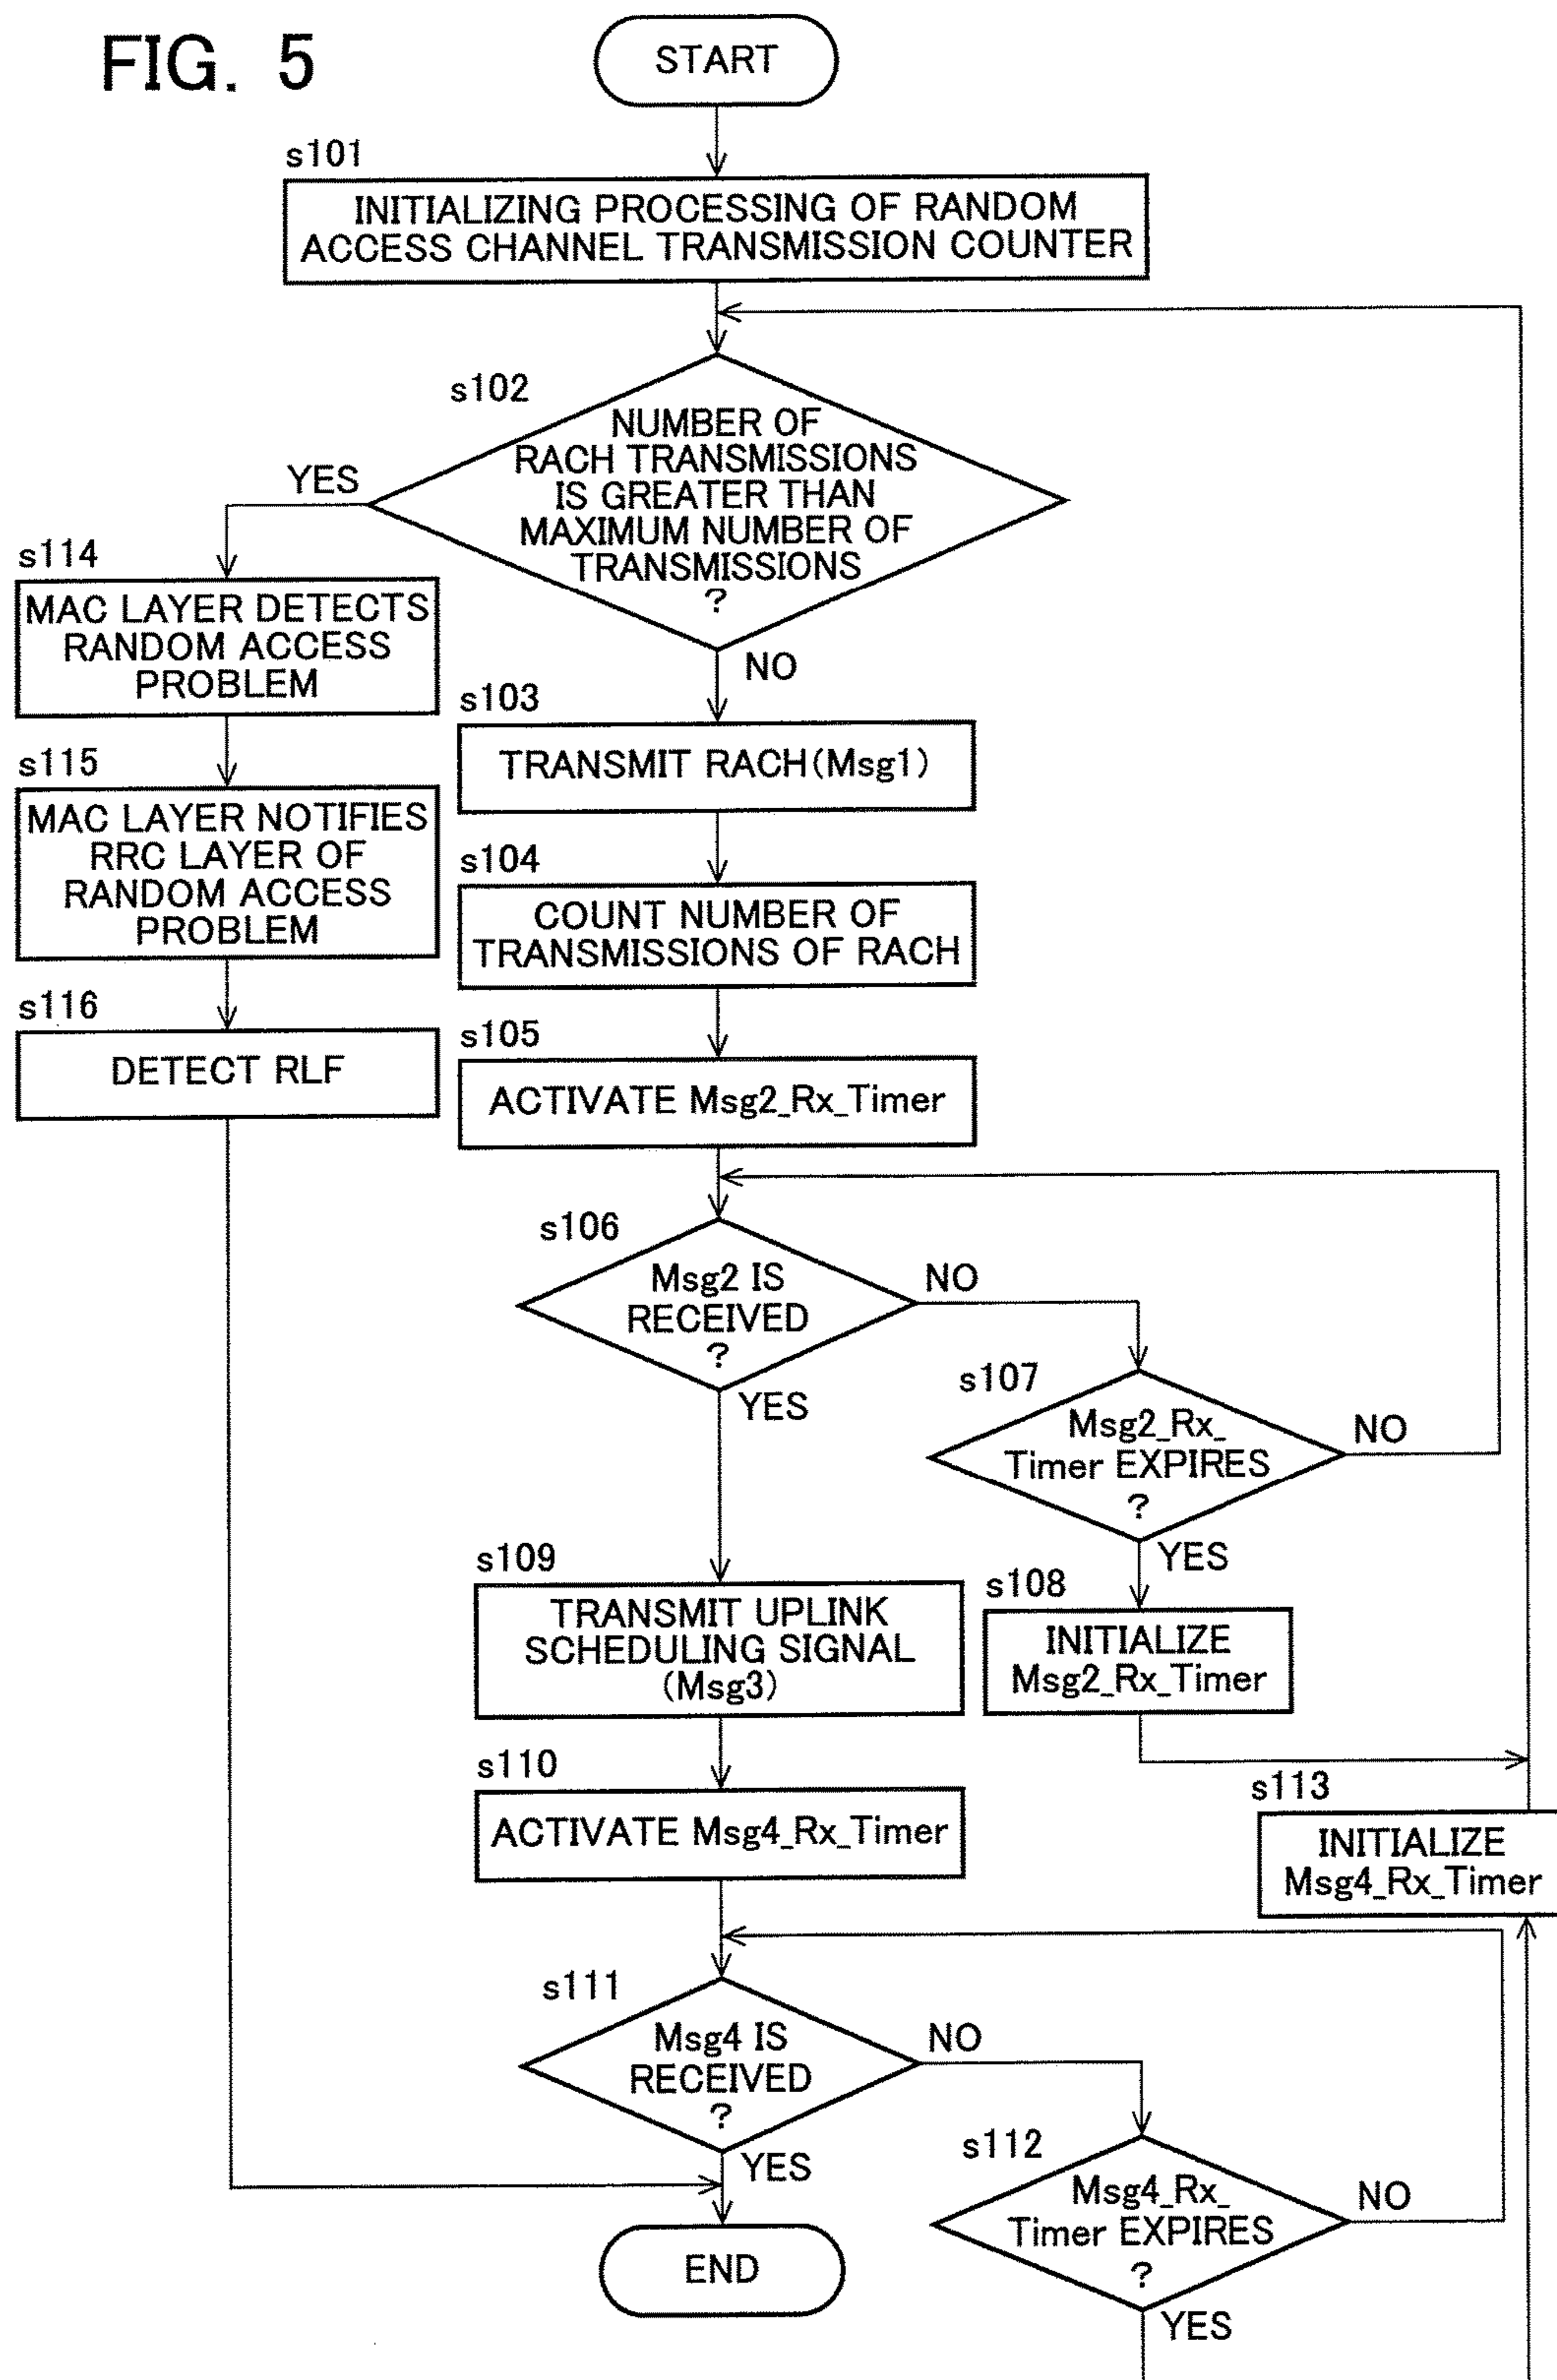 FIG. 5
START
s101
INITIALIZING PROCESSING OF RANDOM
ACCESS CHANNEL TRANSMISSION COUNTER
s102
NUMBER OF
RACH TRANSMISSIONS
IS GREATER THAN
MAXIMUM NUMBER OF
TRANSMISSIONS
?
YES
NO
s114
MAC LAYER DETECTS
RANDOM ACCESS
PROBLEM
s115
MAC LAYER NOTIFIES
RRC LAYER OF
RANDOM ACCESS
PROBLEM
s116
DETECT RLF
s103
TRANSMIT RACH(Msg1)
s104
COUNT NUMBER OF
TRANSMISSIONS OF RACH
s105
ACTIVATE Msg2_Rx_Timer
s106
Msg2 IS
RECEIVED
?
NO
YES
s107
Msg2_Rx_
Timer EXPIRES
?
NO
YES
s108
INITIALIZE
Msg2_Rx_Timer
s109
TRANSMIT UPLINK
SCHEDULING SIGNAL
(Msg3)
s110
ACTIVATE Msg4_Rx_Timer
s113
INITIALIZE
Msg4_Rx_Timer
s111
Msg4 IS
RECEIVED
?
NO
YES
s112
Msg4_Rx_
Timer EXPIRES
?
NO
YES
END